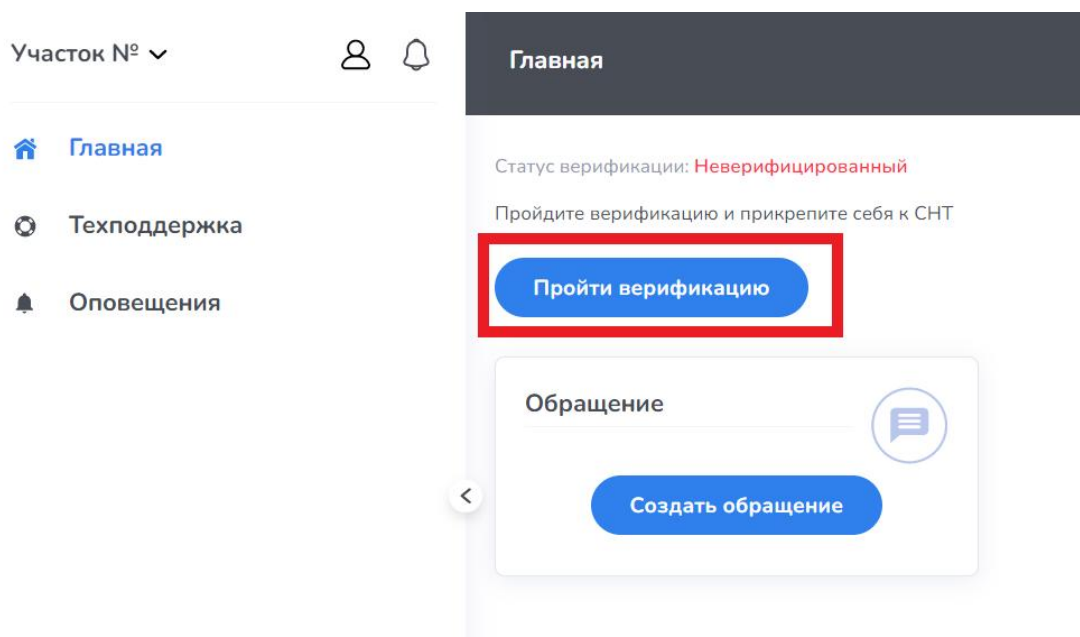 Участок №
Главная
Техподдержка
Оповещения
Главная
Статус верификации: Неверифицированный
Пройдите верификацию и прикрепите себя к СНТ
Пройти верификацию
Обращение
Создать обращение